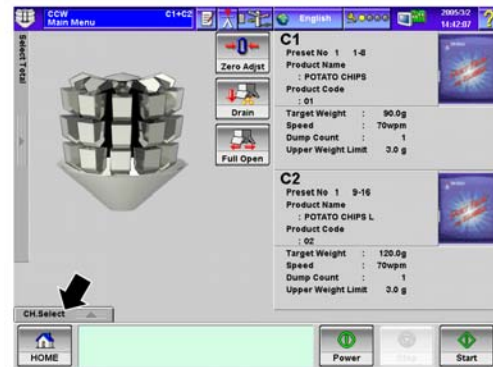 CCW
Main Menu
C1+C2
English
2005/3/2
14:42:07
?
Select Total
Zero Adjst
Drain
Full Open
C1
Preset No 1 1-8
Product Name
: POTATO CHIPS
Product Code
: 01
Target Weight : 90.0g
Speed : 70wpm
Dump Count : 1
Upper Weight Limit 3.0 g
C2
Preset No 1 9-16
Product Name
: POTATO CHIPS L
Product Code
: 02
Target Weight : 120.0g
Speed : 70wpm
Dump Count : 1
Upper Weight Limit 3.0 g
CH.Select
HOME
Power
Start